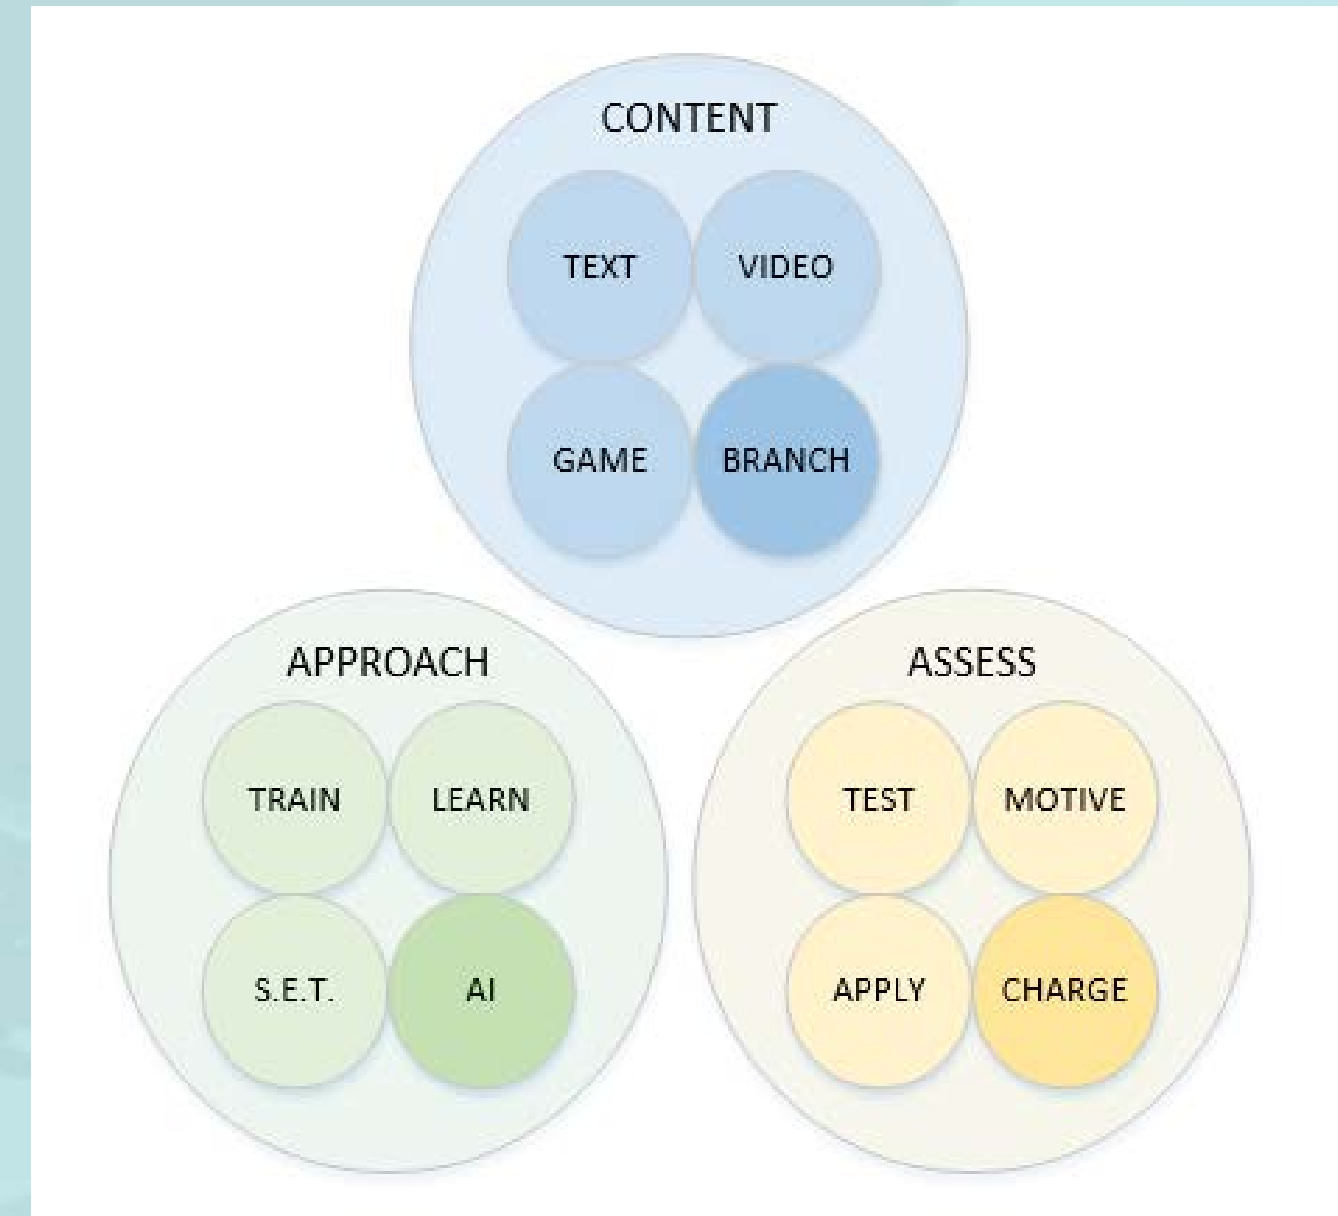 CONTENT
TEXT
VIDEO
GAME
BRANCH
APPROACH
TRAIN
LEARN
S.E.T.
AI
ASSESS
TEST
MOTIVE
APPLY
CHARGE